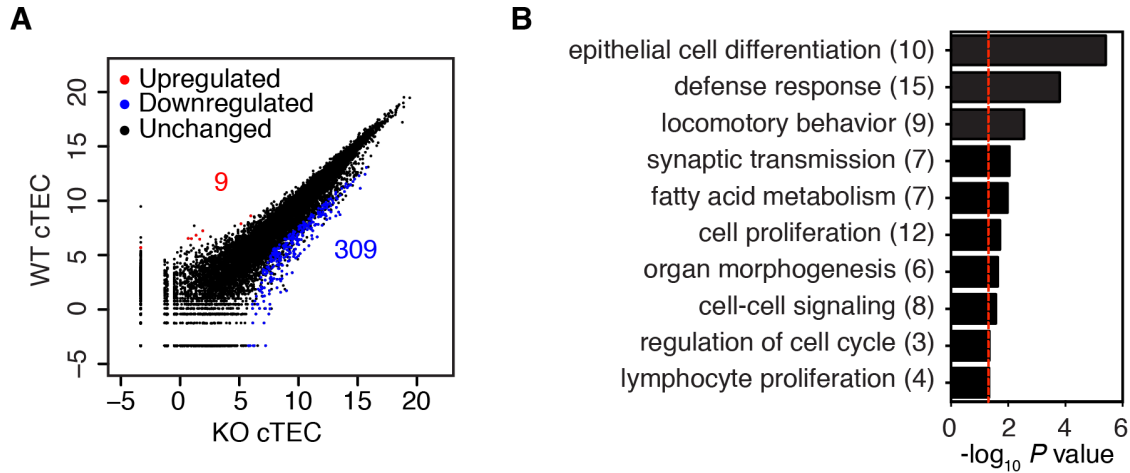 A
Upregulated
Downregulated
Unchanged
9
309
WT cTEC
20
15
10
5
0
−5
−5 0 5 10 15 20
KO cTEC
B
epithelial cell differentiation (10)
defense response (15)
locomotory behavior (9)
synaptic transmission (7)
fatty acid metabolism (7)
cell proliferation (12)
organ morphogenesis (6)
cell-cell signaling (8)
regulation of cell cycle (3)
lymphocyte proliferation (4)
0 2 4 6
-log₁₀ P value